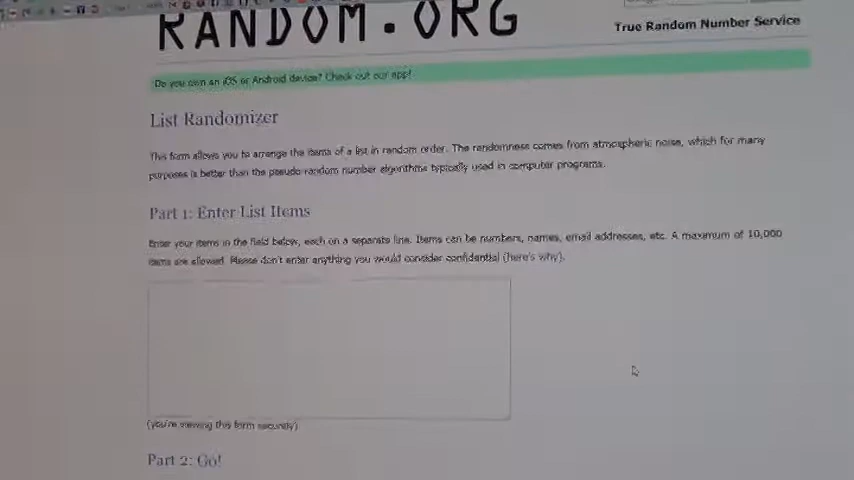 RANDOM.ORG
True Random Number Service
Do you own an iOS or Android device? Check out our app!
List Randomizer
This form allows you to arrange the items of a list in random order. The randomness comes from atmospheric noise, which for many
purposes is better than the pseudo-random number algorithms typically used in computer programs.
Part 1: Enter List Items
Enter your items in the field below, each on a separate line. Items can be numbers, names, email addresses, etc. A maximum of 10,000
items are allowed. Please don't enter anything you would consider confidential (here's why).
(you're viewing this form securely)
Part 2: Go!